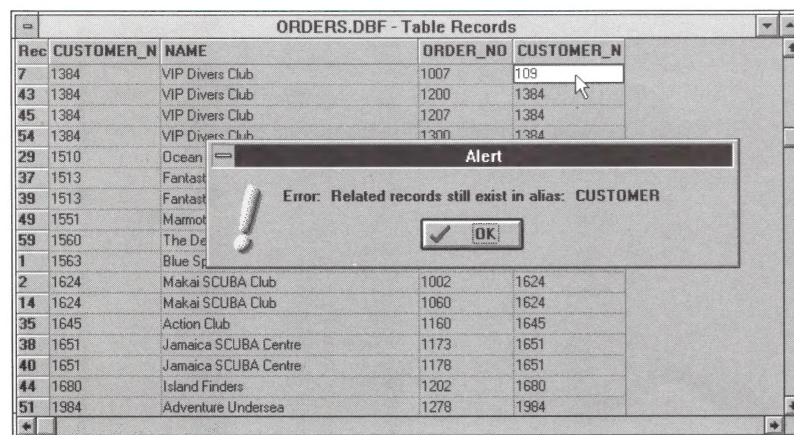 ORDERS.DBF - Table Records
Rec CUSTOMER_N NAME ORDER_NO CUSTOMER_N
7 1384 VIP Divers Club 1007 109
43 1384 VIP Divers Club 1200 1384
45 1384 VIP Divers Club 1207 1384
54 1384 VIP Divers Club 1300 1384
29 1510 Ocean
Alert
37 1513 Fantast
39 1513 Fantast
Error: Related records still exist in alias: CUSTOMER
49 1551 Marmot
59 1560 The De
OK
1 1563 Blue Sp
2 1624 Makai SCUBA Club 1002 1624
14 1624 Makai SCUBA Club 1060 1624
35 1645 Action Club 1160 1645
38 1651 Jamaica SCUBA Centre 1173 1651
40 1651 Jamaica SCUBA Centre 1178 1651
44 1680 Island Finders 1202 1680
51 1984 Adventure Undersea 1278 1984